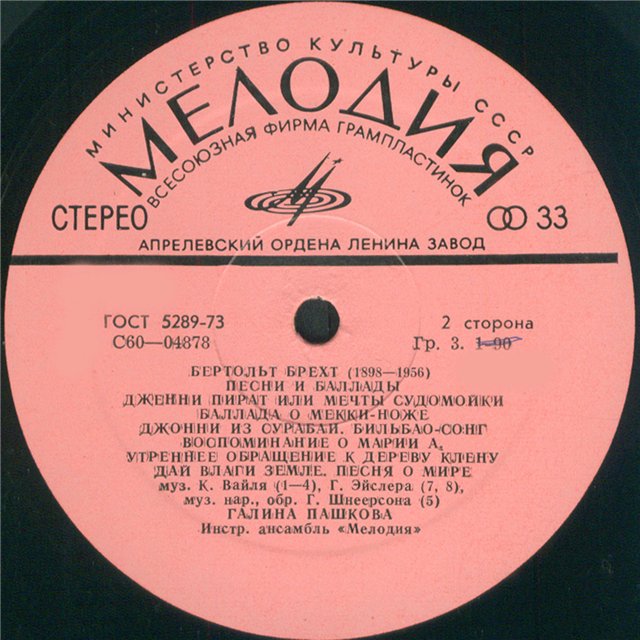 МИНИСТЕРСТВО КУЛЬТУРЫ СССР
МЕЛОДИЯ
ВСЕСОЮЗНАЯ ФИРМА ГРАМПЛАСТИНОК
СТЕРЕО 33
АПРЕЛЕВСКИЙ ОРДЕНА ЛЕНИНА ЗАВОД
ГОСТ 5289-73 2 сторона
С60—04878 Гр. 3. 1-90
БЕРТОЛЬТ БРЕХТ (1898—1956)
ПЕСНИ И БАЛЛАДЫ
ДЖЕННИ ПИРАТ ИЛИ МЕЧТЫ СУДОМОЙКИ
БАЛЛАДА О МЕККИ-НОЖЕ
ДЖОННИ ИЗ СУРАБАИ. БИЛЬБАО-СОНГ
ВОСПОМИНАНИЕ О МАРИИ А.
УТРЕННЕЕ ОБРАЩЕНИЕ К ДЕРЕВУ КЛЕНУ
ДАЙ ВЛАГИ ЗЕМЛЕ. ПЕСНЯ О МИРЕ
муз. К. Вайля (1—4), Г. Эйслера (7, 8),
муз. нар., обр. Г. Шнеерсона (5)
ГАЛИНА ПАШКОВА
Инстр. ансамбль «Мелодия»